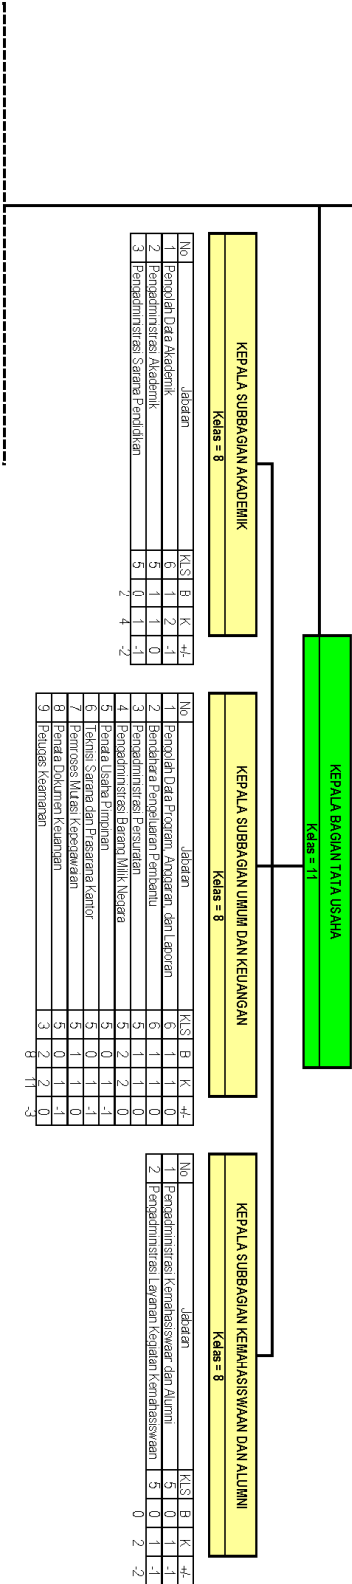 KEPALA BAGIAN TATA USAHA
Kelas = 11
KEPALA SUBBAGIAN AKADEMIK
Kelas = 8
No Jabatan KLS B K +/-
1 Pengolah Data Akademik 6 1 2 -1
2 Pengadministrasi Akademik 5 1 1 0
3 Pengadministrasi Sarana Pendidikan 5 0 1 -1
2 4 -2
KEPALA SUBBAGIAN UMUM DAN KEUANGAN
Kelas = 8
No Jabatan KLS B K +/-
1 Pengolah Data Program, Anggaran, dan Laporan 6 1 1 0
2 Bendahara Pengeluaran Pembantu 6 1 1 0
3 Pengadministrasi Persuratan 5 1 1 0
4 Pengadministrasi Barang Milik Negara 5 2 2 0
5 Penata Usaha Pimpinan 5 0 1 -1
6 Teknisi Sarana dan Prasarana Kantor 5 0 1 -1
7 Pemroses Mutasi Kepegawaian 5 1 1 0
8 Penata Dokumen Keuangan 5 0 1 -1
9 Petugas Keamanan 3 2 2 0
8 11 -3
KEPALA SUBBAGIAN KEMAHASISWAAN DAN ALUMNI
Kelas = 8
No Jabatan KLS B K +/-
1 Pengadministrasi Kemahasiswaar dan Alumni 5 0 1 -1
2 Pengadministrasi Layanan Kegiatan Kemahasiswaan 5 0 1 -1
0 2 -2